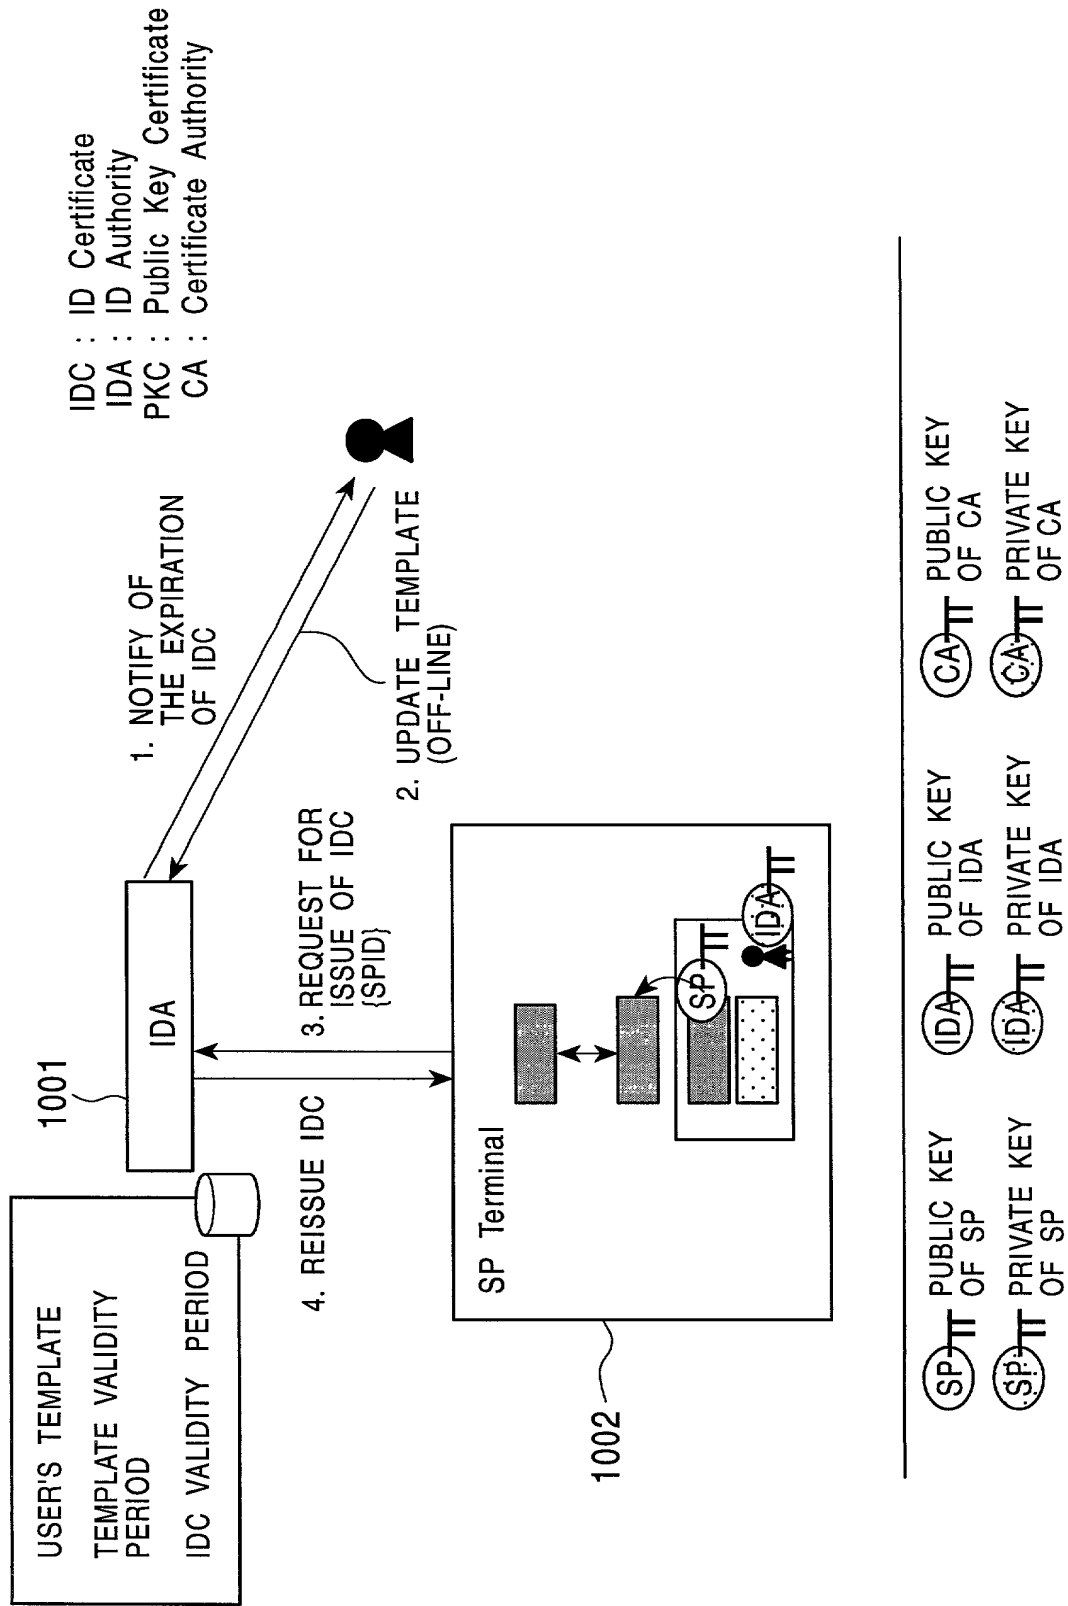 IDC : ID Certificate
IDA : ID Authority
PKC : Public Key Certificate
CA : Certificate Authority
USER'S TEMPLATE
TEMPLATE VALIDITY
PERIOD
IDC VALIDITY PERIOD
1001
IDA
1. NOTIFY OF
THE EXPIRATION
OF IDC
2. UPDATE TEMPLATE
(OFF-LINE)
3. REQUEST FOR
ISSUE OF IDC
{SPID}
4. REISSUE IDC
1002
SP Terminal
SP
IDA
SP
PUBLIC KEY
OF SP
IDA
PUBLIC KEY
OF IDA
CA
PUBLIC KEY
OF CA
SP
PRIVATE KEY
OF SP
IDA
PRIVATE KEY
OF IDA
CA
PRIVATE KEY
OF CA